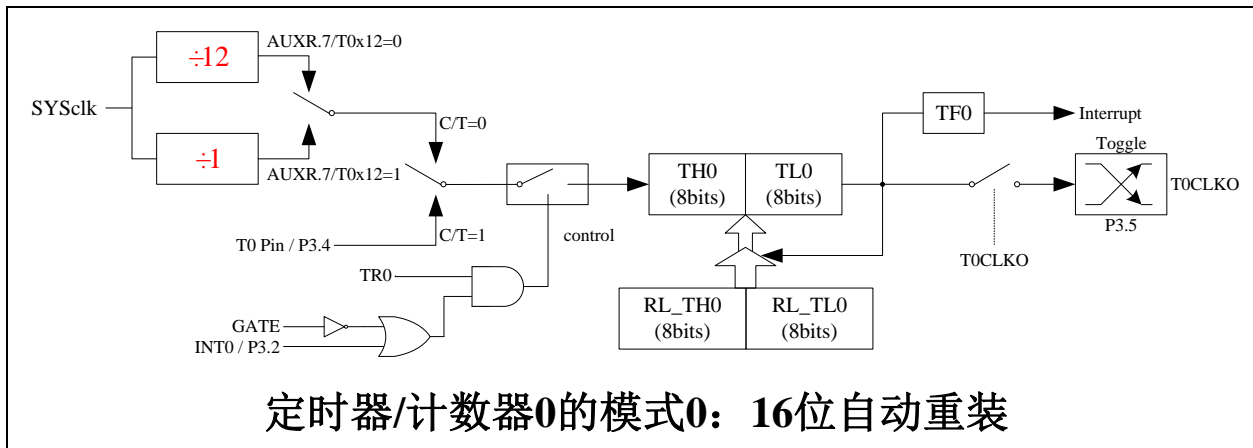 ÷12
AUXR.7/T0x12=0
SYSclk
÷1
AUXR.7/T0x12=1
C/T=0
C/T=1
T0 Pin / P3.4
control
TR0
GATE
INT0 / P3.2
TH0
(8bits)
TL0
(8bits)
RL_TH0
(8bits)
RL_TL0
(8bits)
TF0
Interrupt
Toggle
T0CLKO
P3.5
T0CLKO
定时器/计数器0的模式0：16位自动重装